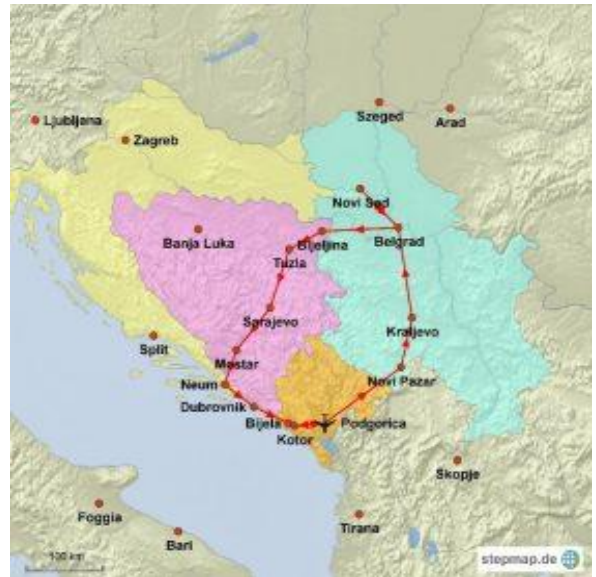 Szeged
Arad
Ljubljana
Zagreb
Novi Sad
Banja Luka
Bijeljina
Belgrad
Tuzla
Sarajevo
Kraljevo
Split
Mostar
Neum
Novi Pazar
Dubrovnik
Bijela
Podgorica
Kotor
Skopje
Foggia
Tirana
Bari
100 km
stepmap.de